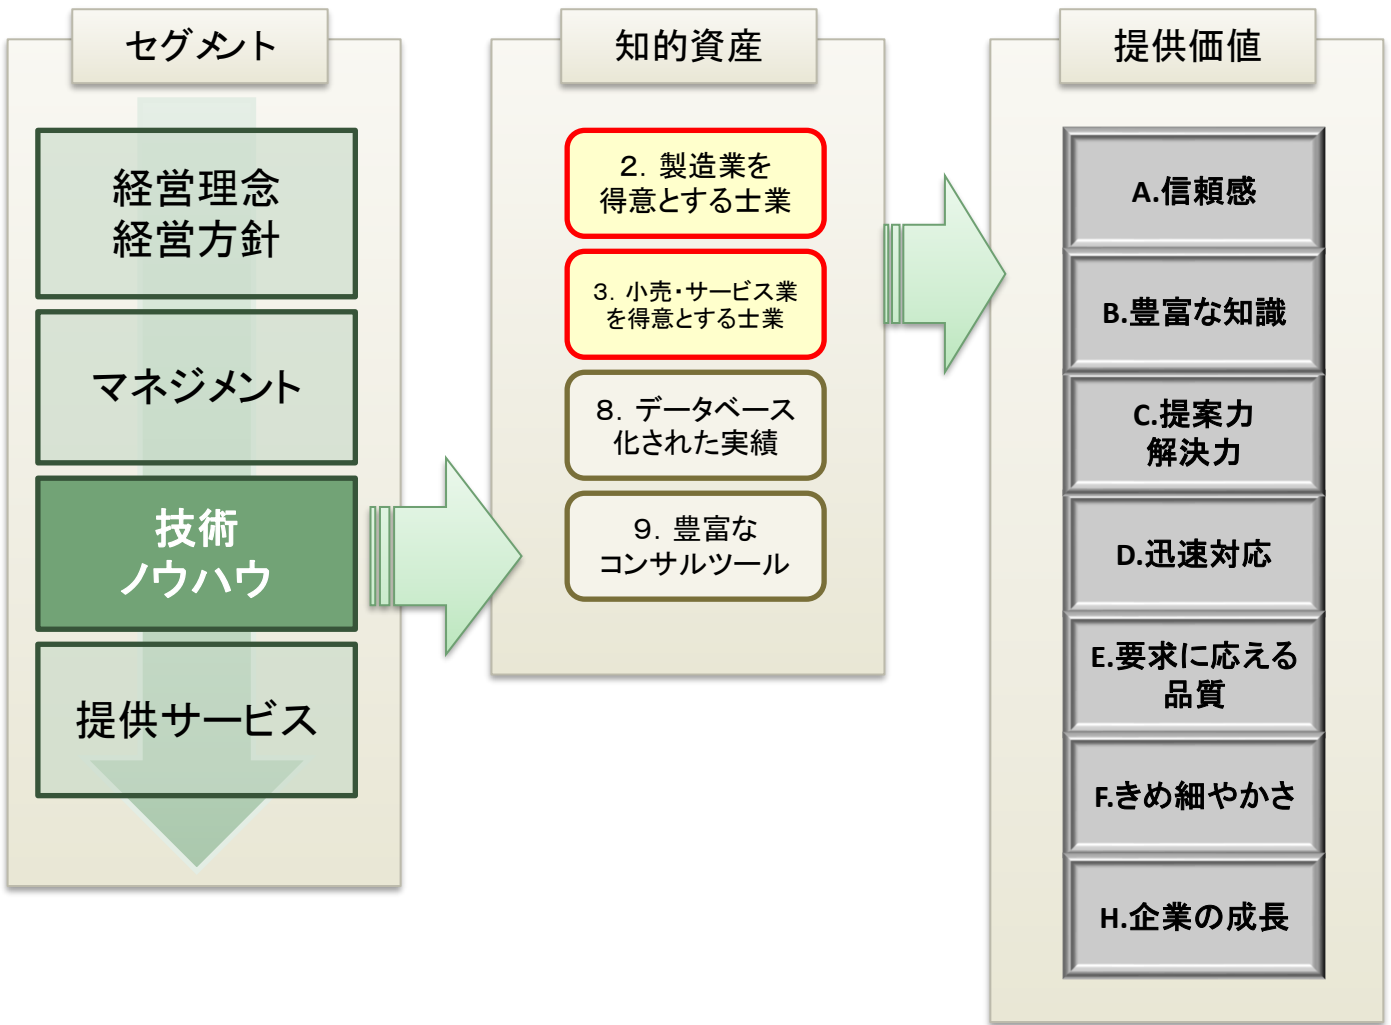 セグメント
経営理念
経営方針
マネジメント
技術
ノウハウ
提供サービス
知的資産
２．製造業を
得意とする士業
３．小売・サービス業
を得意とする士業
８．データベース
化された実績
９．豊富な
コンサルツール
提供価値
A.信頼感
B.豊富な知識
C.提案力
解決力
D.迅速対応
E.要求に応える
品質
F.きめ細やかさ
H.企業の成長